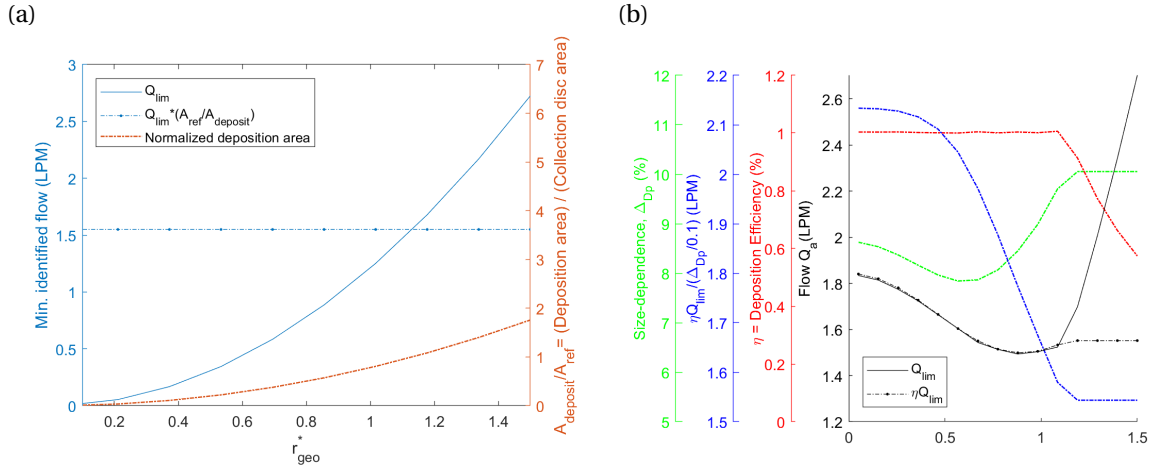 (a)
3
2.5
2
1.5
1
0.5
0
Min. identified flow (LPM)
Q_lim
Q_lim*(A_ref/A_deposit)
Normalized deposition area
0.2 0.4 0.6 0.8 1 1.2 1.4
r*_geo
7
6
5
4
3
2
1
0
A_deposit/A_ref= (Deposition area) / (Collection disc area)
(b)
12
11
10
9
8
7
6
5
Size-dependence, Δ_Dp (%)
2.2
2.1
2
1.9
1.8
1.7
1.6
1.5
ηQ_lim/(Δ_Dp/0.1) (LPM)
1.2
1
0.8
0.6
0.4
0.2
0
η = Deposition Efficiency (%)
2.6
2.4
2.2
2
1.8
1.6
1.4
1.2
Flow Q_a(LPM)
Q_lim
ηQ_lim
0 0.5 1 1.5